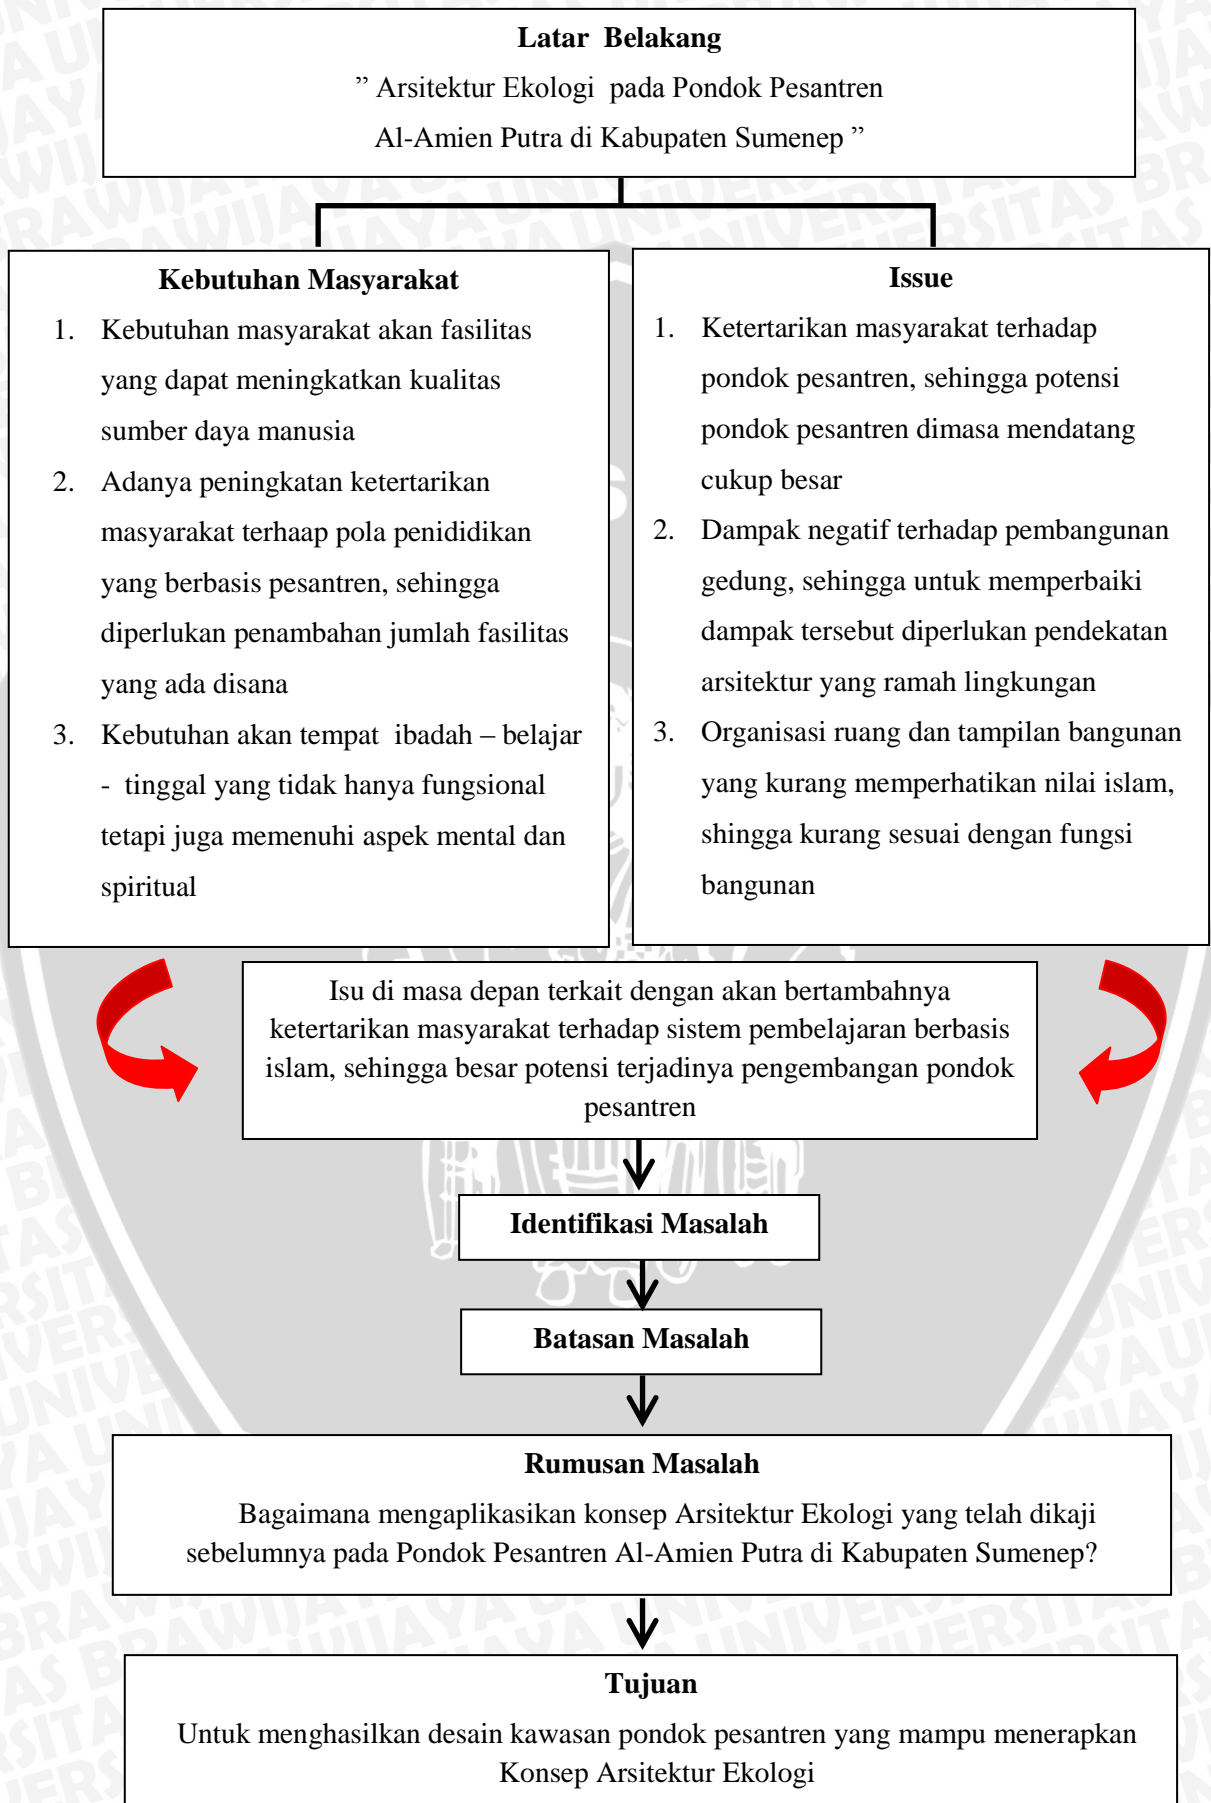 Latar Belakang
” Arsitektur Ekologi pada Pondok Pesantren
Al-Amien Putra di Kabupaten Sumenep ”
Kebutuhan Masyarakat
1. Kebutuhan masyarakat akan fasilitas
yang dapat meningkatkan kualitas
sumber daya manusia
2. Adanya peningkatan ketertarikan
masyarakat terhaap pola penididikan
yang berbasis pesantren, sehingga
diperlukan penambahan jumlah fasilitas
yang ada disana
3. Kebutuhan akan tempat ibadah – belajar
- tinggal yang tidak hanya fungsional
tetapi juga memenuhi aspek mental dan
spiritual
Issue
1. Ketertarikan masyarakat terhadap
pondok pesantren, sehingga potensi
pondok pesantren dimasa mendatang
cukup besar
2. Dampak negatif terhadap pembangunan
gedung, sehingga untuk memperbaiki
dampak tersebut diperlukan pendekatan
arsitektur yang ramah lingkungan
3. Organisasi ruang dan tampilan bangunan
yang kurang memperhatikan nilai islam,
shingga kurang sesuai dengan fungsi
bangunan
Isu di masa depan terkait dengan akan bertambahnya
ketertarikan masyarakat terhadap sistem pembelajaran berbasis
islam, sehingga besar potensi terjadinya pengembangan pondok
pesantren
Identifikasi Masalah
Batasan Masalah
Rumusan Masalah
Bagaimana mengaplikasikan konsep Arsitektur Ekologi yang telah dikaji
sebelumnya pada Pondok Pesantren Al-Amien Putra di Kabupaten Sumenep?
Tujuan
Untuk menghasilkan desain kawasan pondok pesantren yang mampu menerapkan
Konsep Arsitektur Ekologi